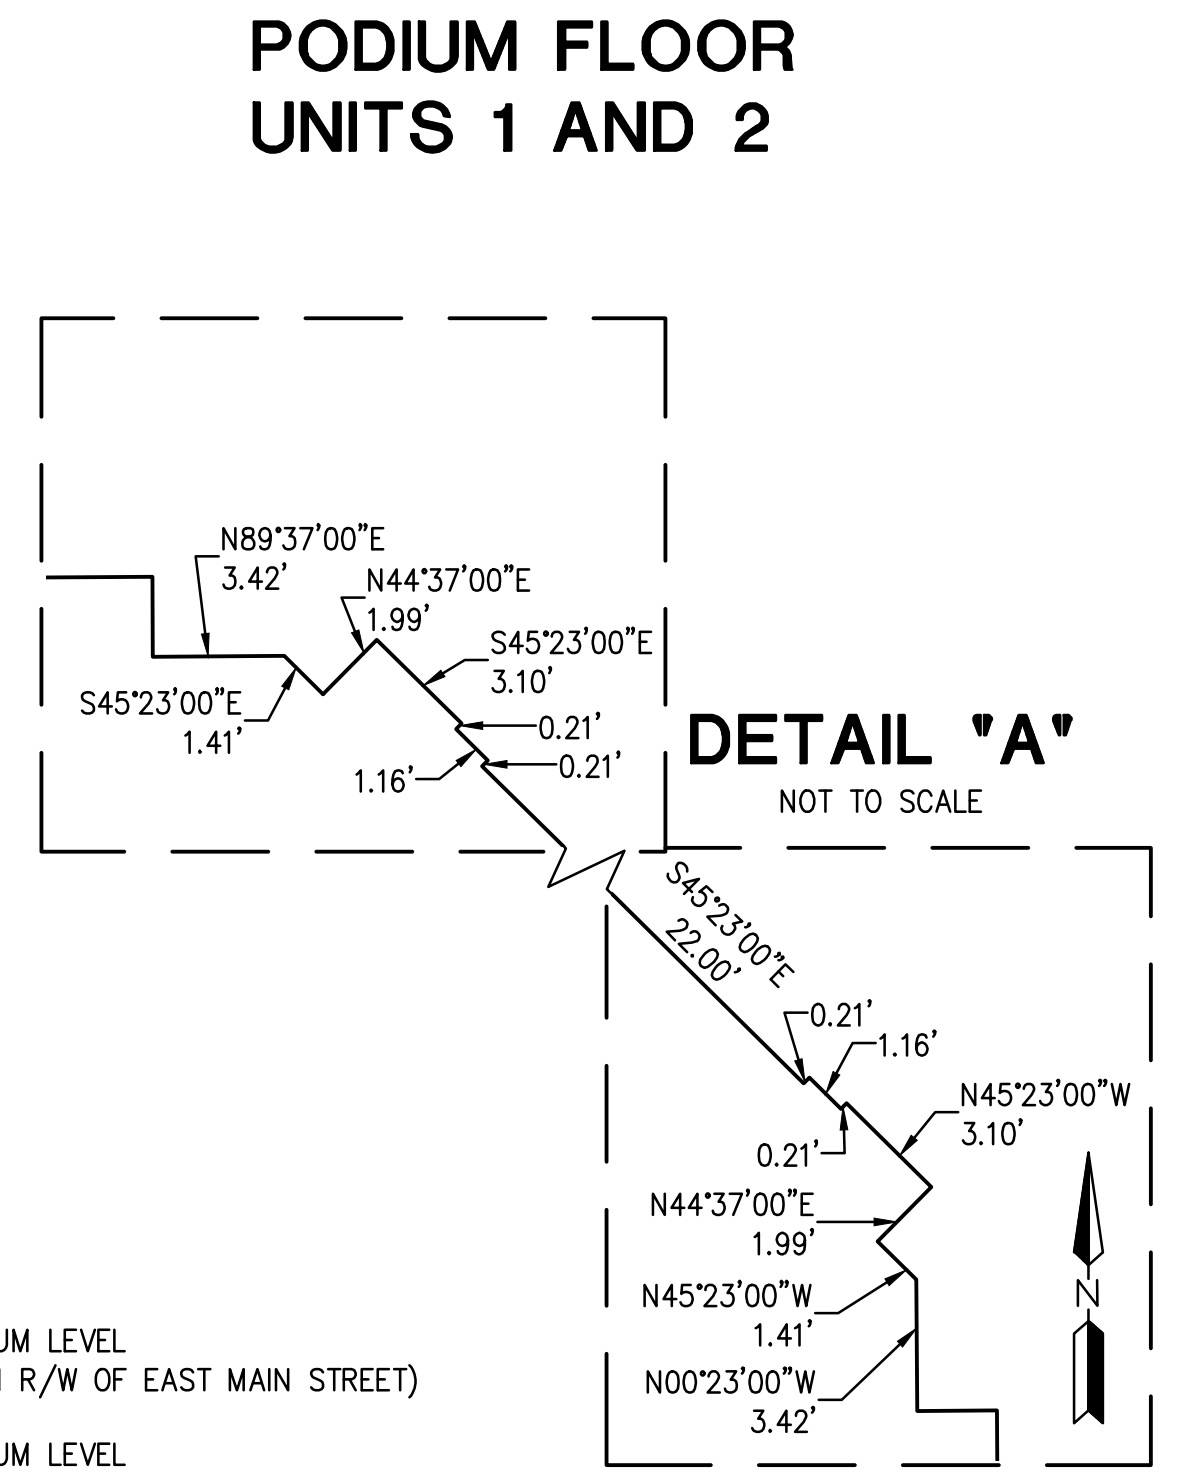 PODIUM FLOOR
UNITS 1 AND 2
N89°37'00"E
3.42'
N44°37'00"E
1.99'
S45°23'00"E
3.10'
S45°23'00"E
1.41'
0.21'
0.21'
1.16'
DETAIL "A"
NOT TO SCALE
S45°23'00"E
22.00'
0.21'
1.16'
N45°23'00"W
3.10'
0.21'
N44°37'00"E
1.99'
N45°23'00"W
1.41'
N00°23'00"W
3.42'
N
UM LEVEL
R/W OF EAST MAIN STREET)
UM LEVEL